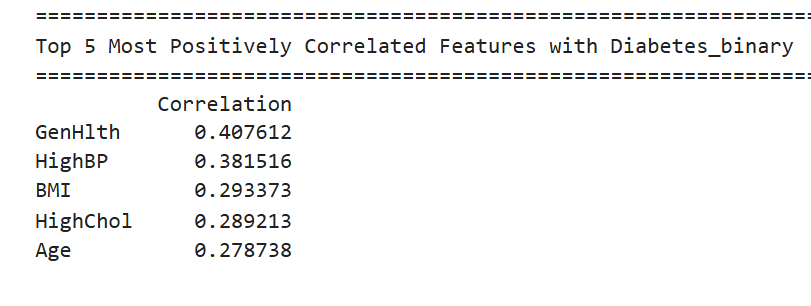 ==================================================================
Top 5 Most Positively Correlated Features with Diabetes_binary
==================================================================
          Correlation
GenHlth      0.407612
HighBP       0.381516
BMI          0.293373
HighChol     0.289213
Age          0.278738